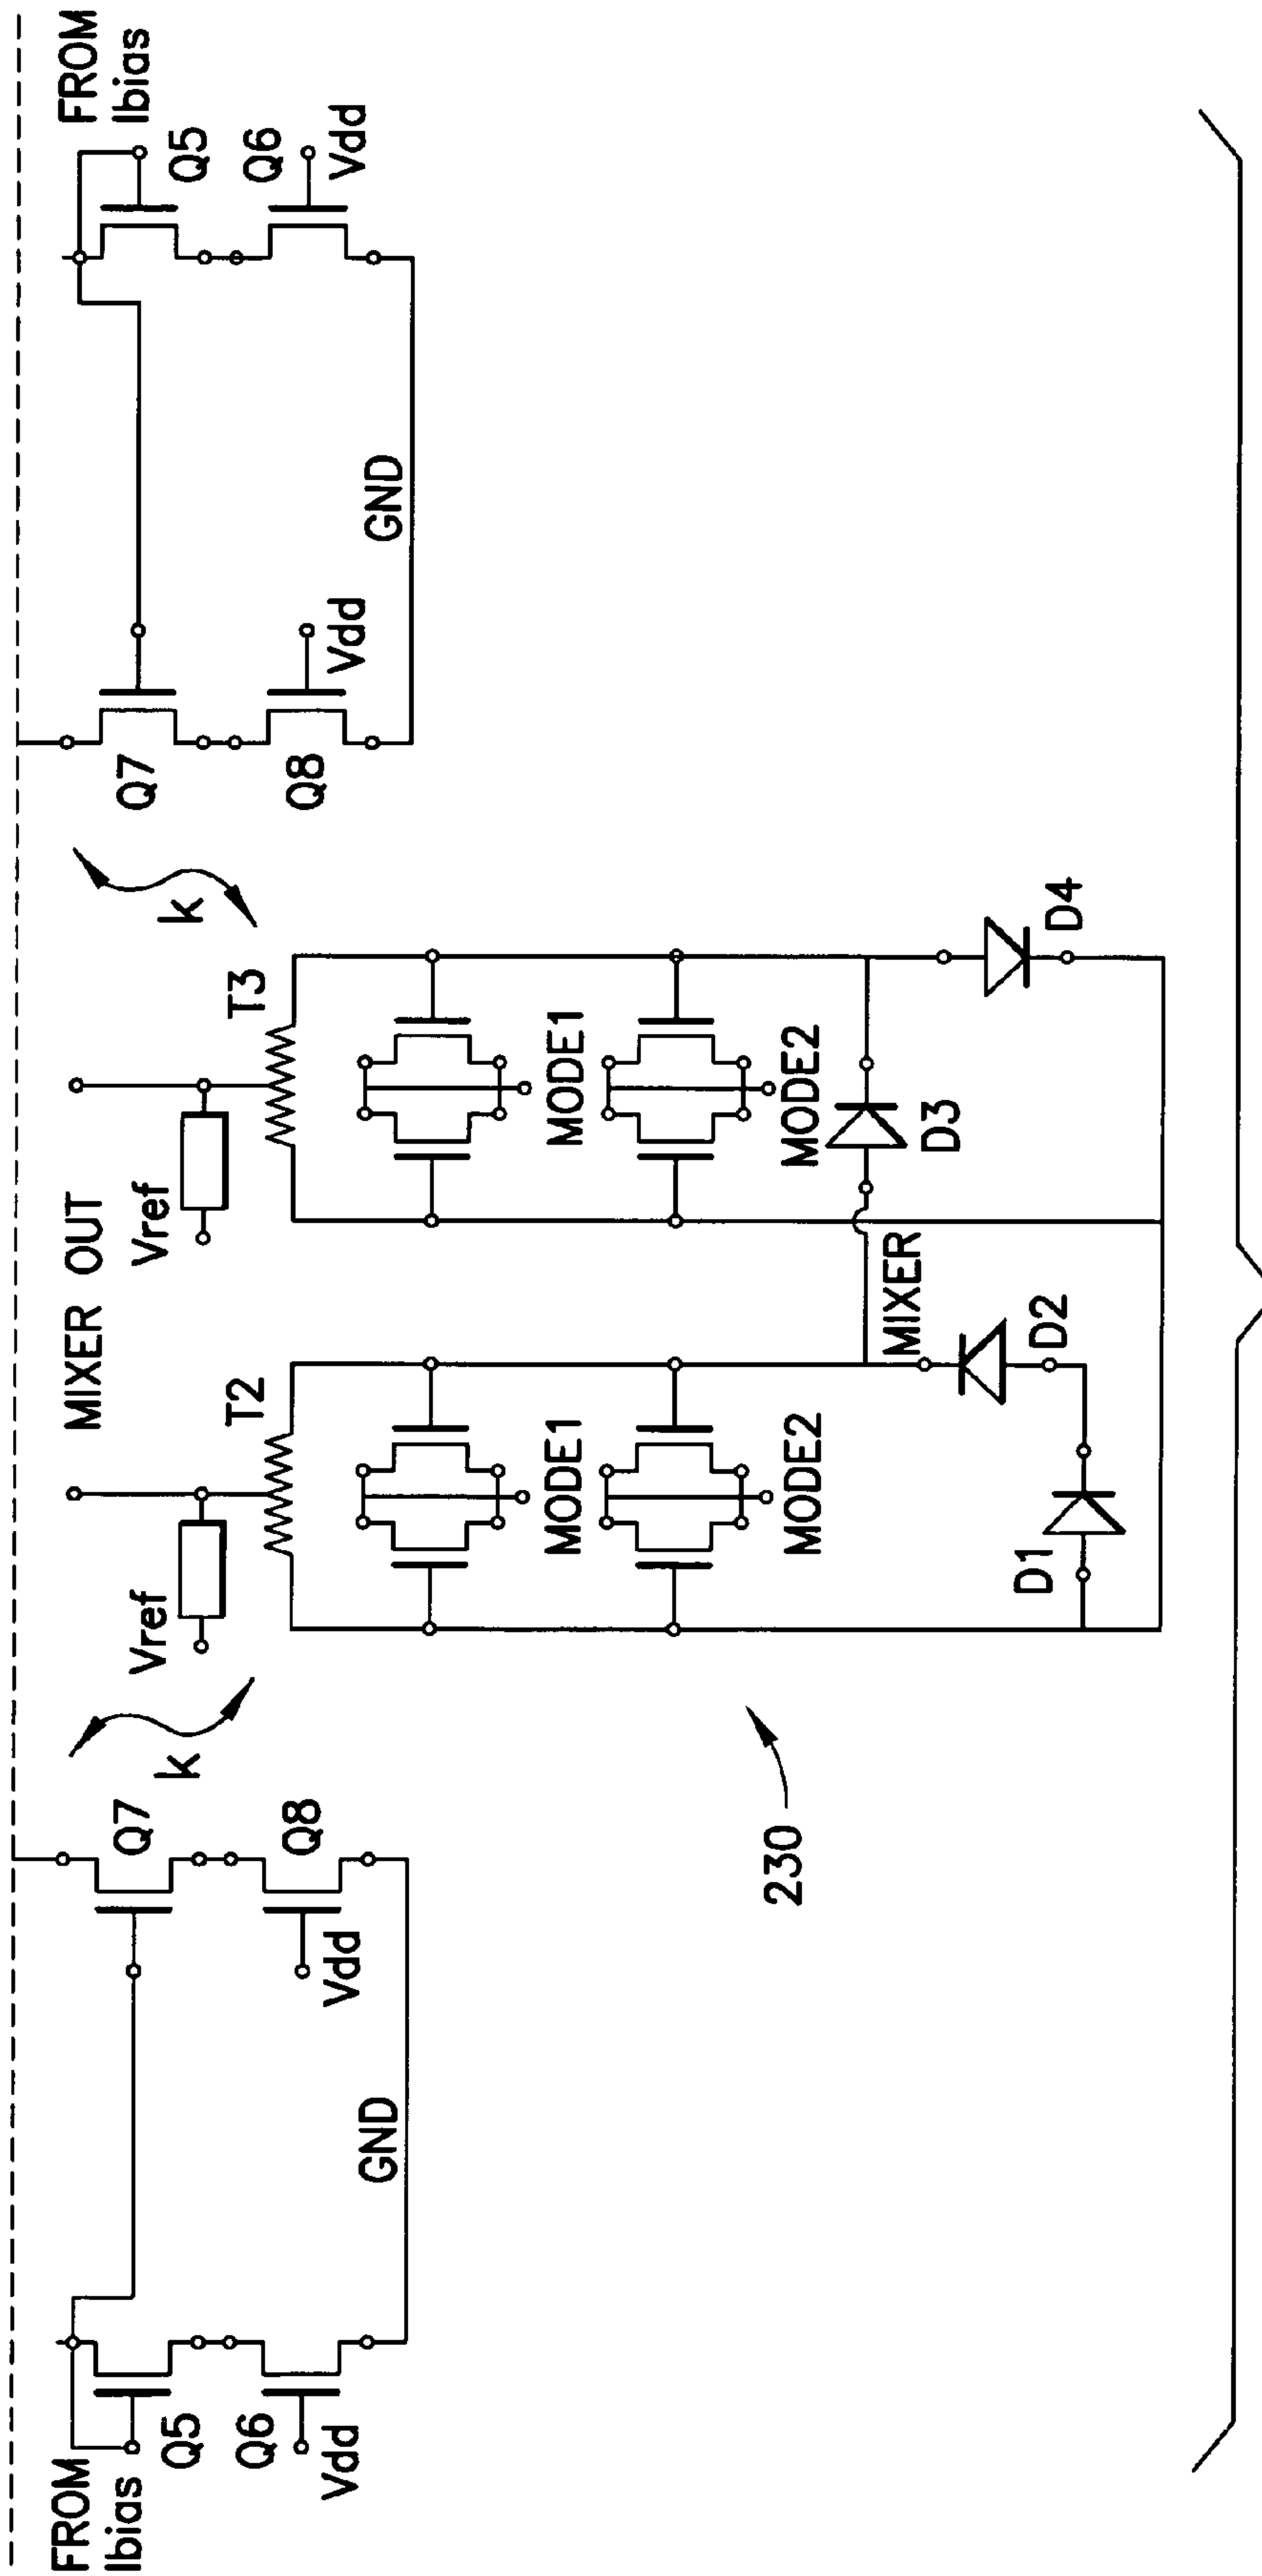 FROM
Ibias
Q5
Q6
Vdd
GND
Q7
Q8
Vdd
k
MIXER OUT
Vref
T2
MODE1
MODE2
Vref
T3
MODE1
MODE2
MIXER
D1
D2
D3
D4
230
k
Q7
Q8
Vdd
GND
FROM
Ibias
Q5
Q6
Vdd